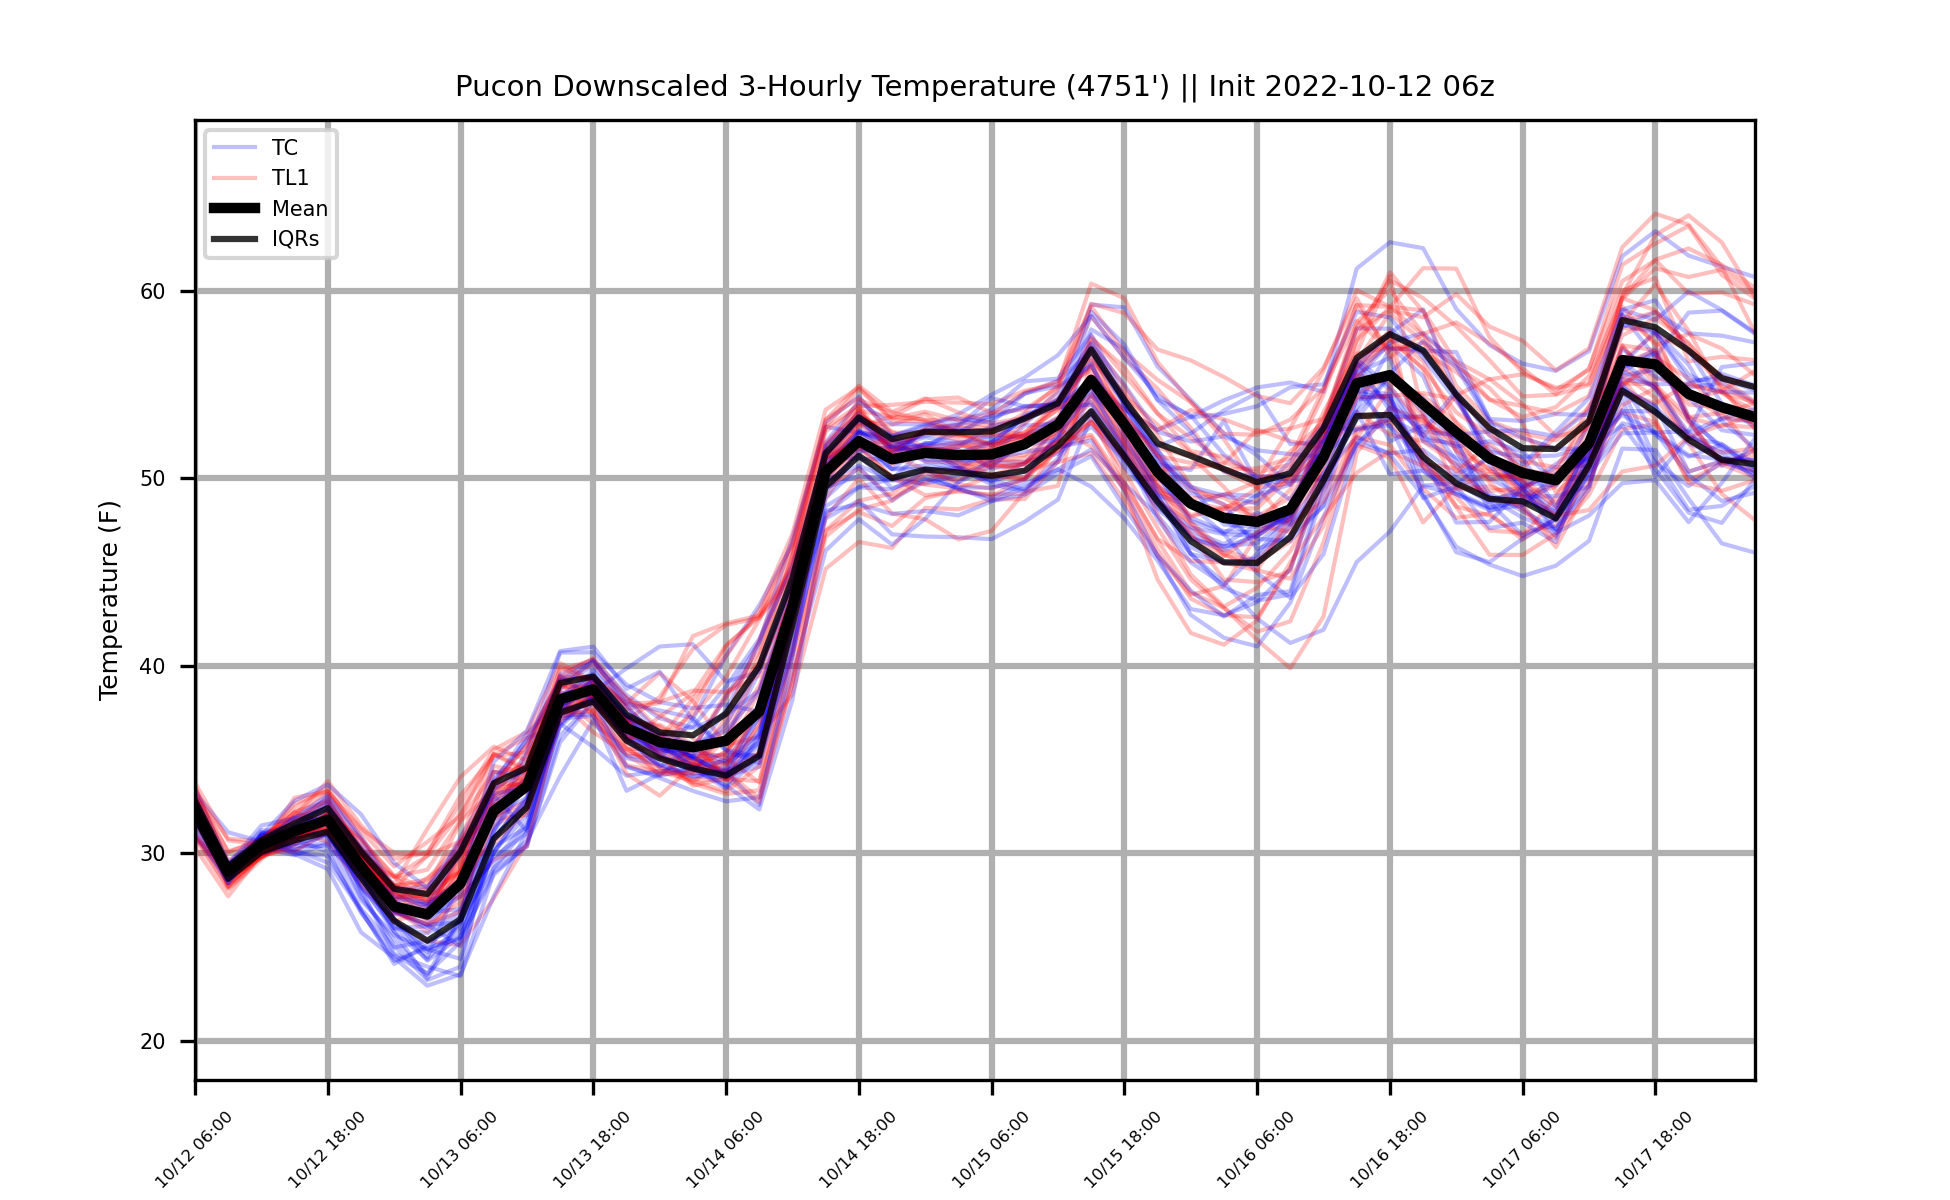 Pucon Downscaled 3-Hourly Temperature (4751') || Init 2022-10-12 06z
TC
TL1
Mean
IQRs
Temperature (F)
60
50
40
30
20
10/12 06:00
10/12 18:00
10/13 06:00
10/13 18:00
10/14 06:00
10/14 18:00
10/15 06:00
10/15 18:00
10/16 06:00
10/16 18:00
10/17 06:00
10/17 18:00